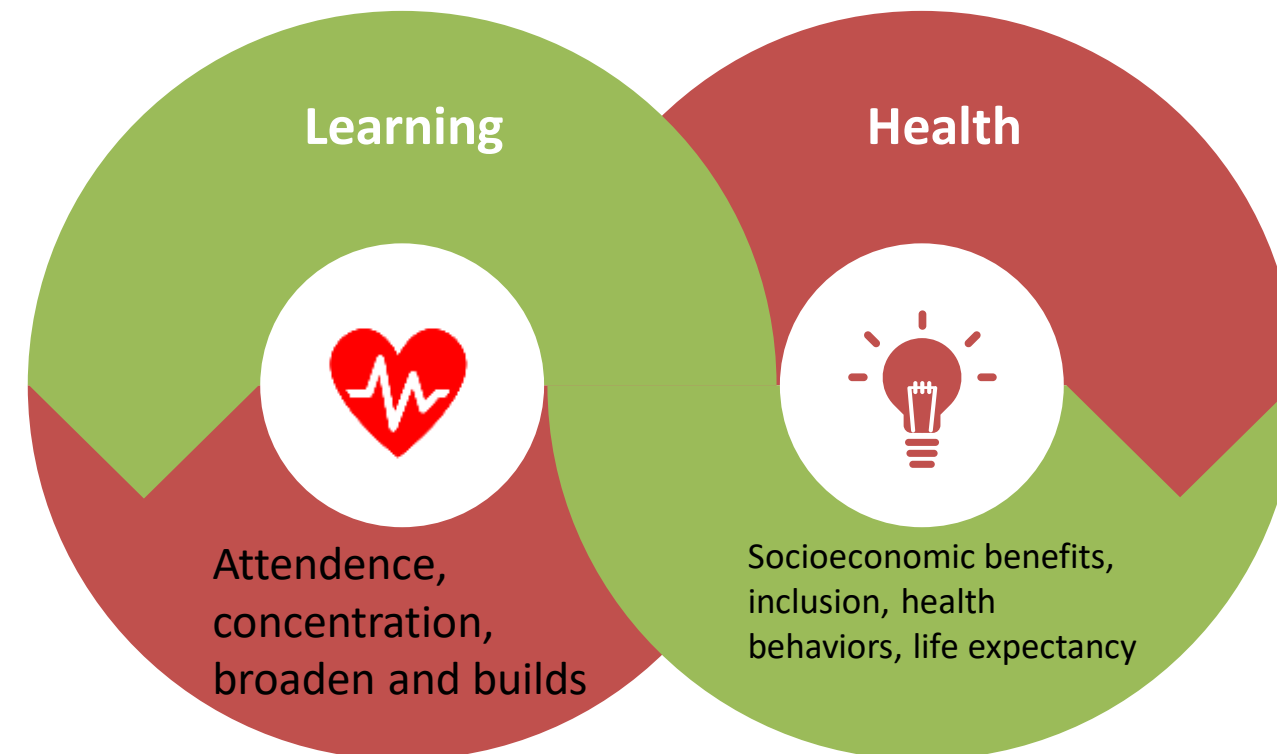 Learning
Health
Attendence,
concentration,
broaden and builds
Socioeconomic benefits,
inclusion, health
behaviors, life expectancy